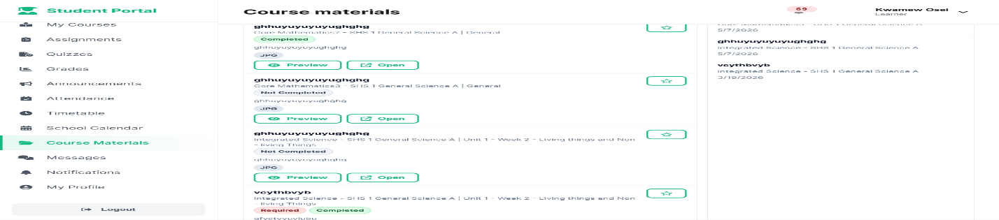 Student Portal
Course materials
69
Kwamew Osei
Learner
My Courses
Assignments
Quizzes
Grades
Announcements
Attendance
Timetable
School Calendar
Course Materials
Messages
Notifications
My Profile
Logout
ghhuyuyuyuyughghg
Core Mathematics7 - SHS 1 General Science A | General
Completed
ghhuyuyuyuyughghg
JPG
Preview Open
ghhuyuyuyuyughghg
Core Mathematics3 - SHS 1 General Science A | General
Not Completed
ghhuyuyuyuyughghg
JPG
Preview Open
ghhuyuyuyuyughghg
Integrated Science - SHS 1 General Science A | Unit 1 - Week 2 - Living things and Non
- living Things
Not Completed
ghhuyuyuyuyughghg
JPG
Preview Open
vcythbvyb
Integrated Science - SHS 1 General Science A | Unit 1 - Week 2 - Living things and Non
- living Things
Required Completed
5/7/2026
ghhuyuyuyuyughghg
Integrated Science - SHS 1 General Science A
5/7/2026
vcythbvyb
Integrated Science - SHS 1 General Science A
3/19/2026